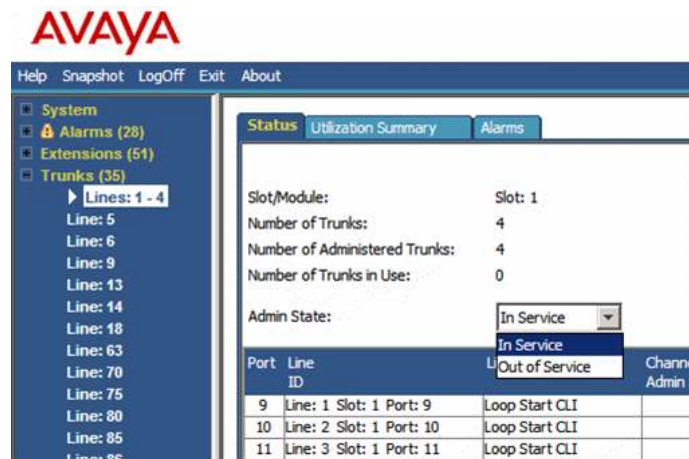 AVAYA
Help Snapshot LogOff Exit About
System
Alarms (28)
Extensions (51)
Trunks (35)
Lines: 1 - 4
Line: 5
Line: 6
Line: 9
Line: 13
Line: 14
Line: 18
Line: 63
Line: 70
Line: 75
Line: 80
Line: 85
Status Utilization Summary Alarms
Slot/Module: Slot: 1
Number of Trunks: 4
Number of Administered Trunks: 4
Number of Trunks in Use: 0
Admin State: In Service
In Service
Out of Service
Port Line ID
Admin
9 Line: 1 Slot: 1 Port: 9 Loop Start CLI
10 Line: 2 Slot: 1 Port: 10 Loop Start CLI
11 Line: 3 Slot: 1 Port: 11 Loop Start CLI